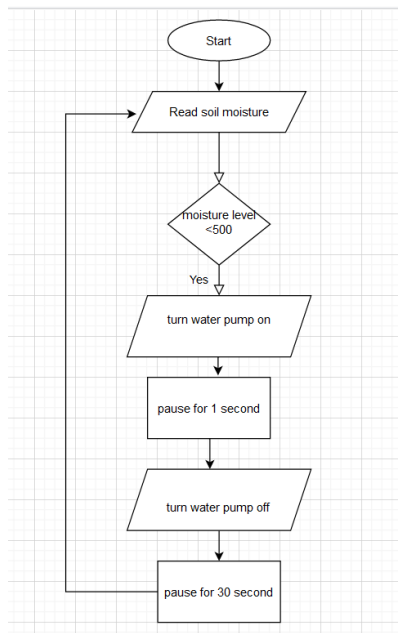 Start
Read soil moisture
moisture level
<500
Yes
turn water pump on
pause for 1 second
turn water pump off
pause for 30 second